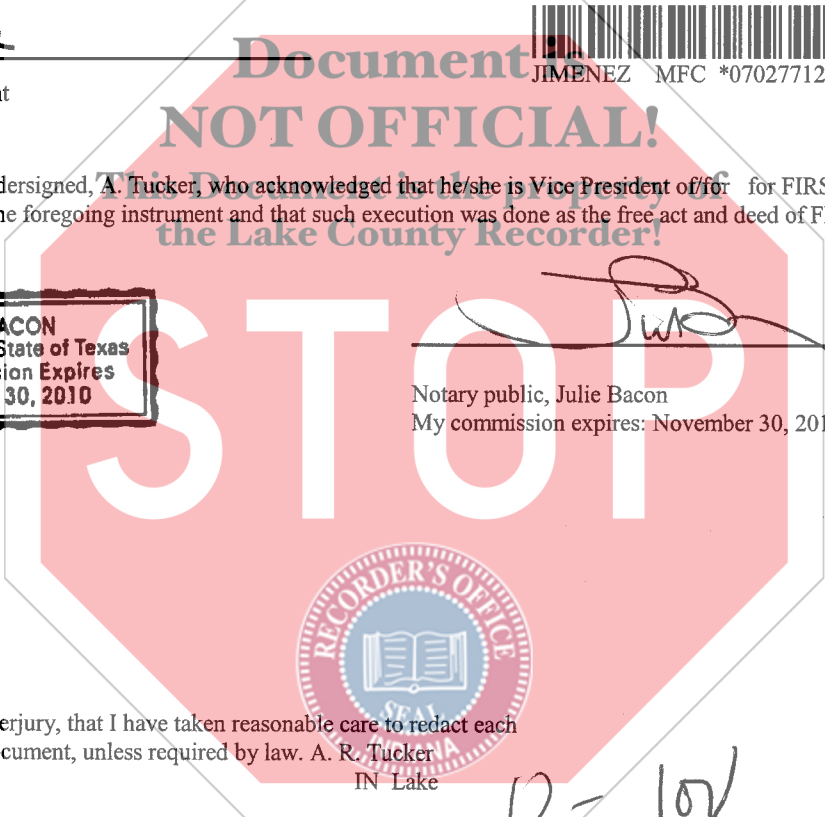 Document is
JIMENEZ MFC *07027712
nt
NOT OFFICIAL!
dersigned, A. Tucker, who acknowledged that he/she is Vice President of/for for FIRS
This Document is the property of
ne foregoing instrument and that such execution was done as the free act and deed of FI
the Lake County Recorder!
ACON
State of Texas
sion Expires
30, 2010
STOP
Notary public, Julie Bacon
My commission expires: November 30, 201
RECORDER'S OFFICE
SEAL
INDIANA
erjury, that I have taken reasonable care to redact each
cument, unless required by law. A. R. Tucker
IN Lake